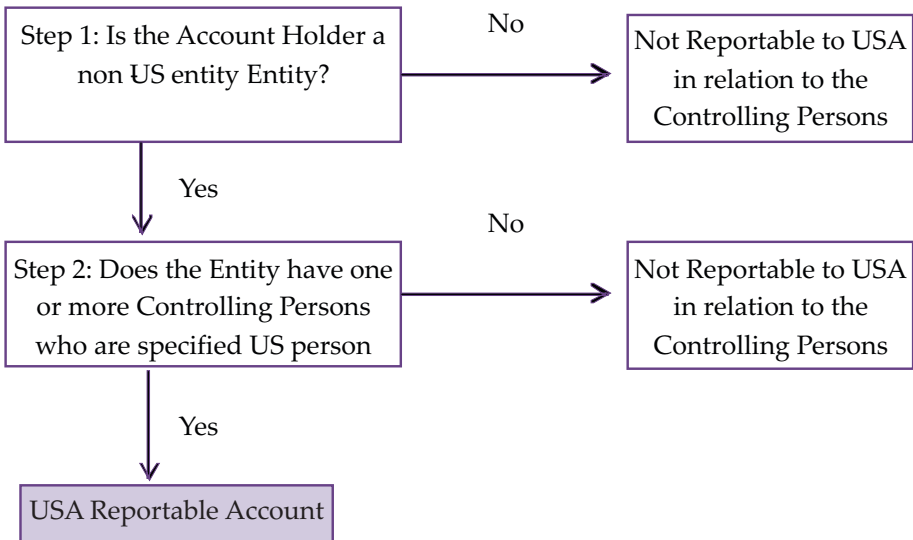 Step 1: Is the Account Holder a
non US entity Entity?
No
Not Reportable to USA
in relation to the
Controlling Persons
Yes
Step 2: Does the Entity have one
or more Controlling Persons
who are specified US person
No
Not Reportable to USA
in relation to the
Controlling Persons
Yes
USA Reportable Account